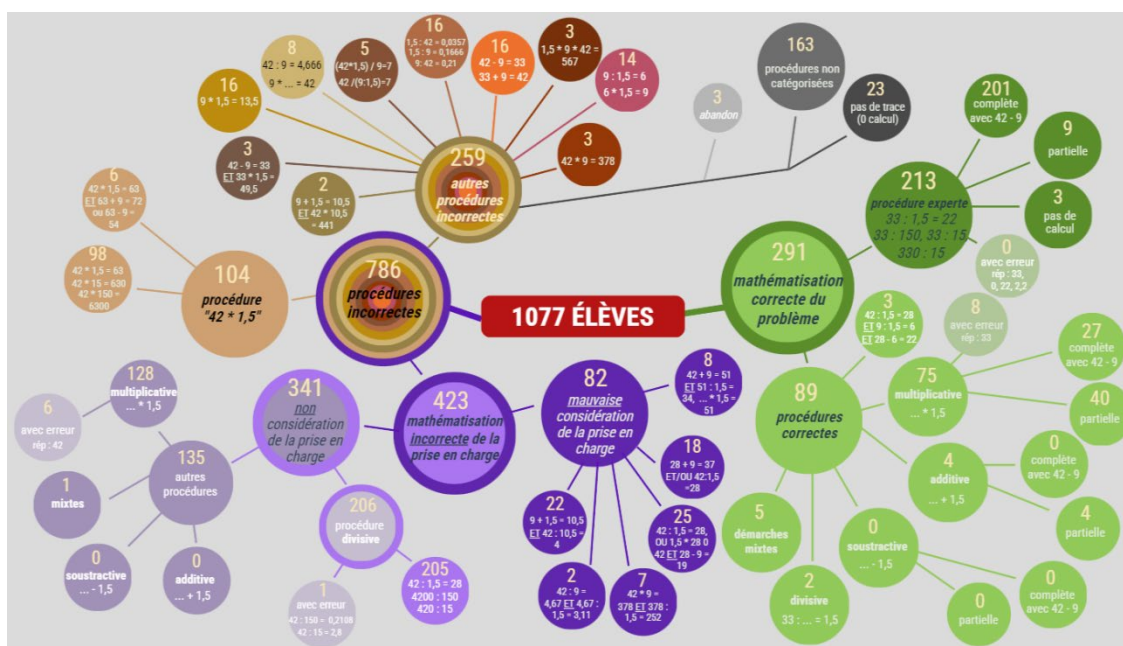 16
9 * 1,5 = 13,5
8
42 : 9 = 4,666
9 * ... = 42
5
(42*1,5) / 9=7
42 /(9:1,5)=7
16
1,5 : 42 = 0,0357
1,5 : 9 = 0,1666
9: 42 = 0,21
16
42 - 9 = 33
33 + 9 = 42
3
1,5 * 9 * 42 =
567
14
9 : 1,5 = 6
6 * 1,5 = 9
3
42 * 9 = 378
3
42 - 9 = 33
ET 33 * 1,5 =
49,5
2
9 + 1,5 = 10,5
ET 42 * 10,5
= 441
259
autres
procédures
incorrectes
3
abandon
163
procédures non
catégorisées
23
pas de trace
(0 calcul)
201
complète
avec 42 - 9
9
partielle
3
pas de
calcul
0
avec erreur
rép : 33,
0, 22, 2,2
213
procédure experte
33 : 1,5 = 22
33 : 150, 33 : 15
330 : 15
6
42 * 1,5 = 63
ET 63 + 9 = 72
ou 63 - 9 =
54
98
42 * 1,5 = 63
42 * 15 = 630
42 * 150 =
6300
104
procédure
"42 * 1,5"
786
procédures
incorrectes
1077 ÉLÈVES
291
mathématisation
correcte du
problème
3
42 : 1,5 = 28
ET 9 : 1,5 = 6
ET 28 - 6 = 22
8
avec erreur
rép : 33
27
complète
avec 42 - 9
75
multiplicative
... * 1,5
40
partielle
89
procédures
correctes
4
additive
... + 1,5
0
complète
avec 42 - 9
4
partielle
5
démarches
mixtes
2
divisive
33 : ... = 1,5
0
soustractive
... - 1,5
0
complète
avec 42 - 9
0
partielle
423
mathématisation
incorrecte de la
prise en charge
82
mauvaise
considération
de la prise en
charge
8
42 + 9 = 51
ET 51 : 1,5 =
34, ... * 1,5 =
51
18
28 + 9 = 37
ET/OU 42:1,5
=28
25
42 : 1,5 = 28,
OU 1,5 * 28 0
42 ET 28 - 9 =
19
7
42 * 9 =
378 ET 378 :
1,5 = 252
2
42 : 9 =
4,67 ET 4,67 :
1,5 = 3,11
22
9 + 1,5 = 10,5
ET 42 : 10,5 =
4
341
non
considération
de la prise en
charge
206
procédure
divisive
205
42 : 1,5 = 28
4200 : 150
420 : 15
1
avec erreur
42 : 150 = 0,2108
42 : 15 = 2,8
135
autres
procédures
128
multiplicative
... * 1,5
6
avec erreur
rép : 42
1
mixtes
0
soustractive
... - 1,5
0
additive
... + 1,5